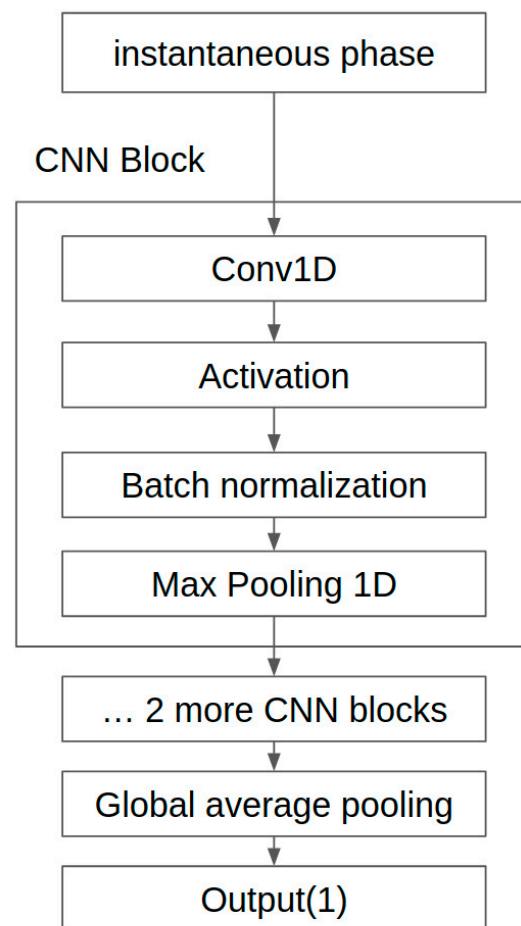 instantaneous phase
CNN Block
Conv1D
Activation
Batch normalization
Max Pooling 1D
... 2 more CNN blocks
Global average pooling
Output(1)